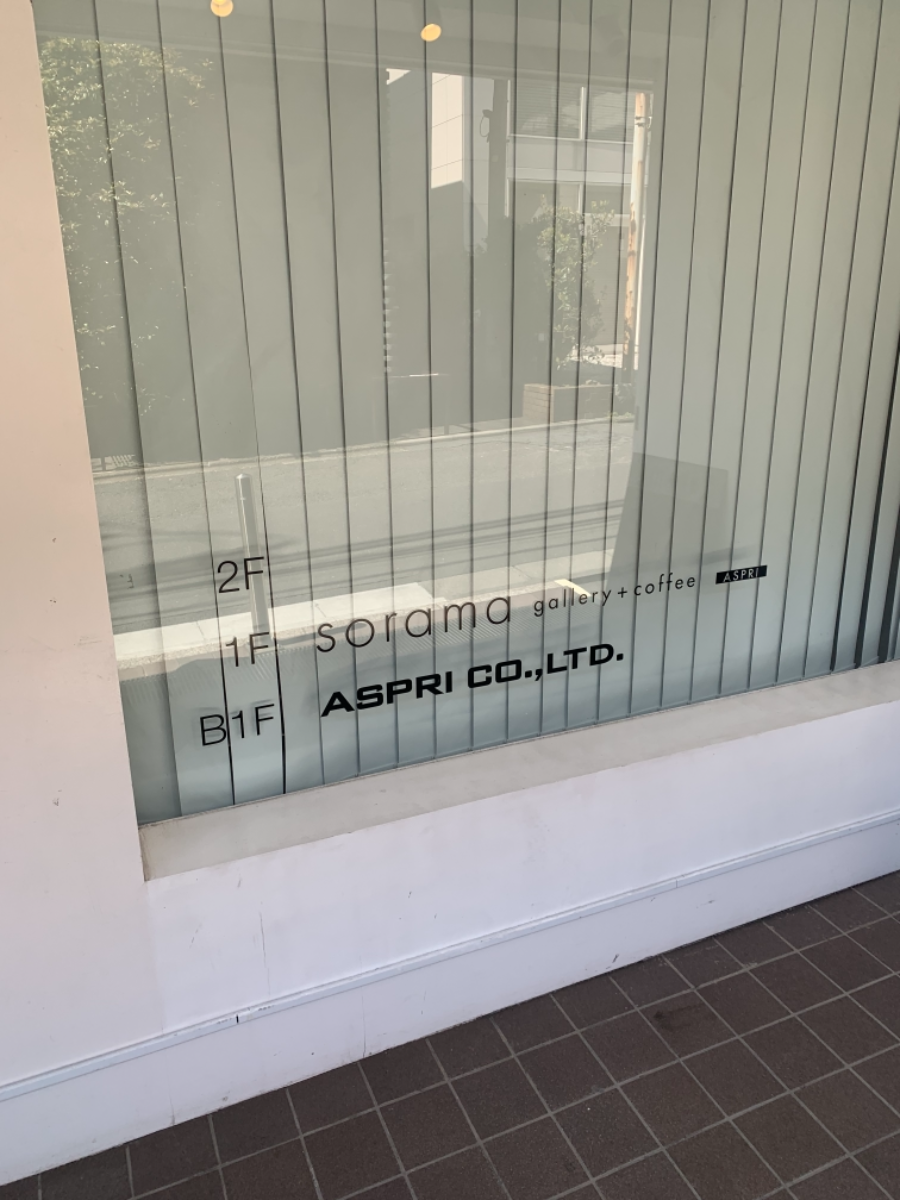 2F
1F sorama gallery+coffee ASPRI
B1F ASPRI CO.,LTD.